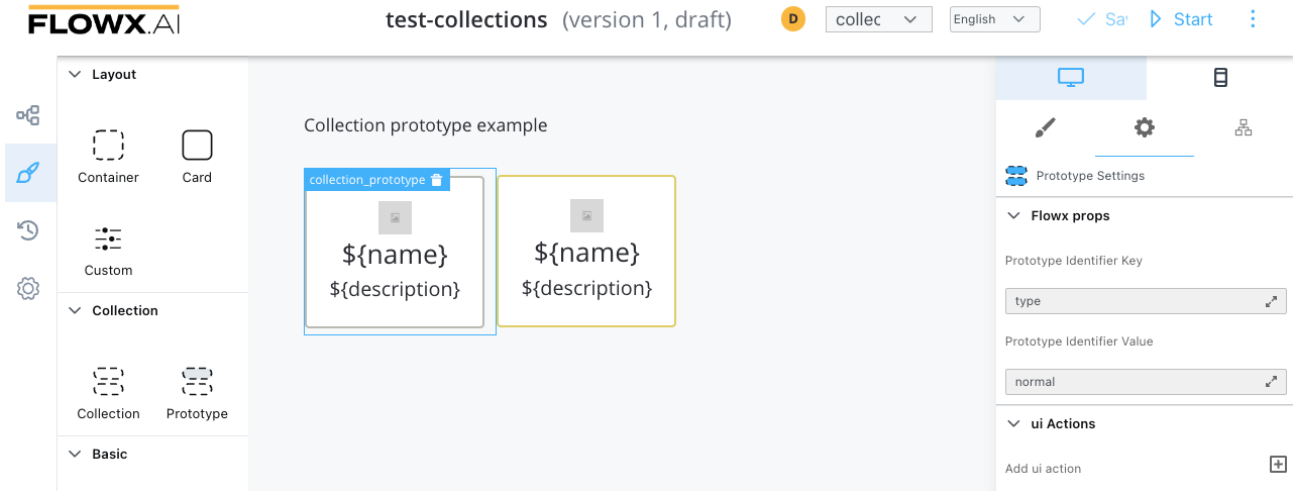 FLOWX.AI
test-collections (version 1, draft)
D
collec
English
Start
Layout
Container
Card
Custom
Collection
Collection
Prototype
Basic
Collection prototype example
collection_prototype
${name}
${description}
${name}
${description}
Prototype Settings
Flowx props
Prototype Identifier Key
type
Prototype Identifier Value
normal
ui Actions
Add ui action